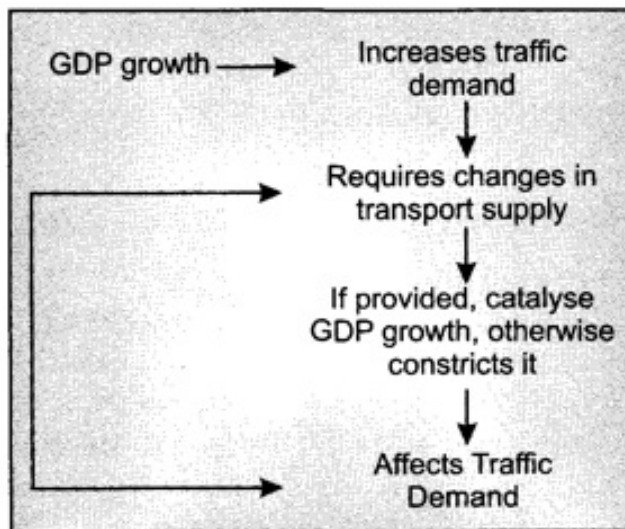 GDP growth
Increases traffic
demand
Requires changes in
transport supply
If provided, catalyse
GDP growth, otherwise
constricts it
Affects Traffic
Demand